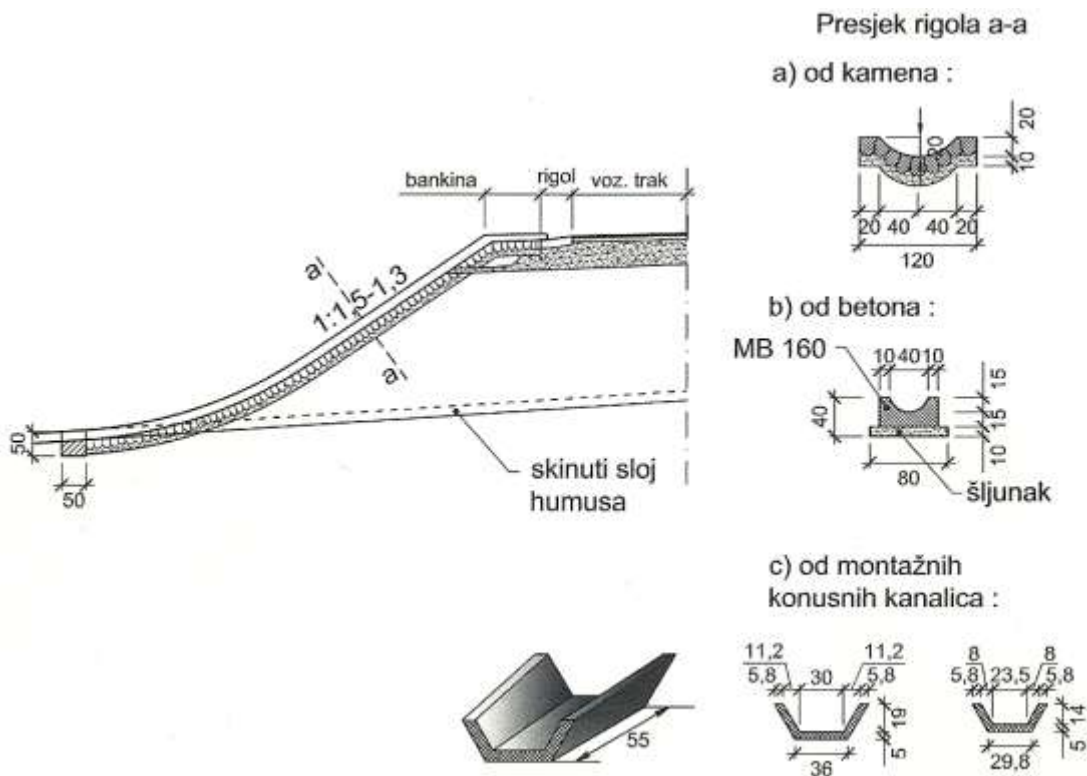 Presjek rigola a-a
a) od kamena :
20
20
10
20 40 40 20
120
bankina rigol voz. trak
a
1:1,5-1,3
a
50
50
skinuti sloj
humusa
b) od betona :
MB 160
10 40 10
15
40
15
10
80
šljunak
c) od montažnih
konusnih kanalica :
55
11,2 11,2
5,8 30 5,8
19
5
36
8 8
5,8 23,5 5,8
14
5
29,8